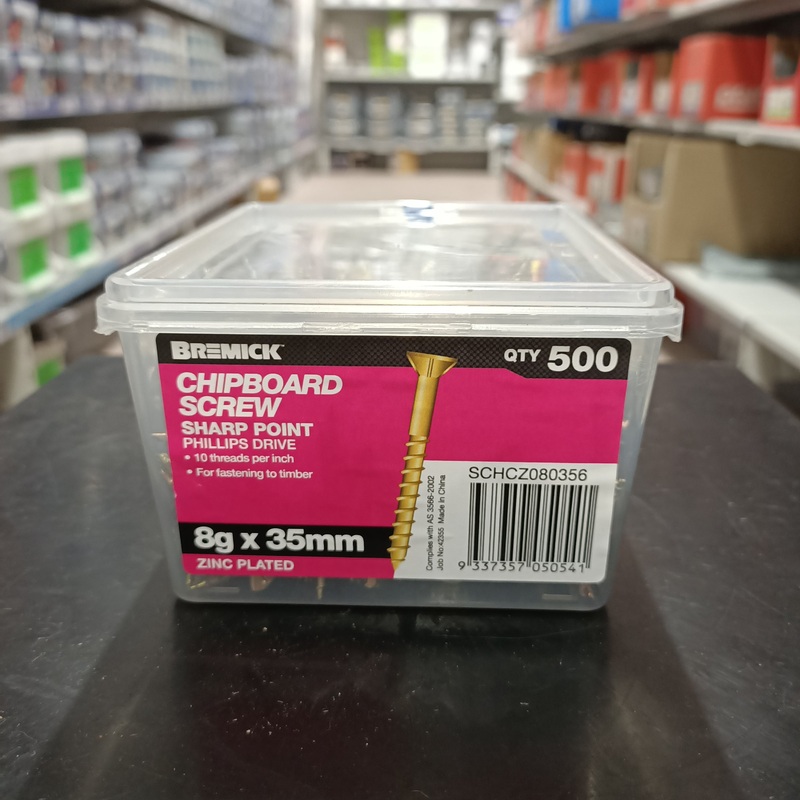 BREMICK
QTY 500
CHIPBOARD
SCREW
SHARP POINT
PHILLIPS DRIVE
• 10 threads per inch
• For fastening to timber
8g x 35mm
ZINC PLATED
Complies with AS 3566-2002
Job No:42355 Made in China
SCHCZ080356
9 337357 050541